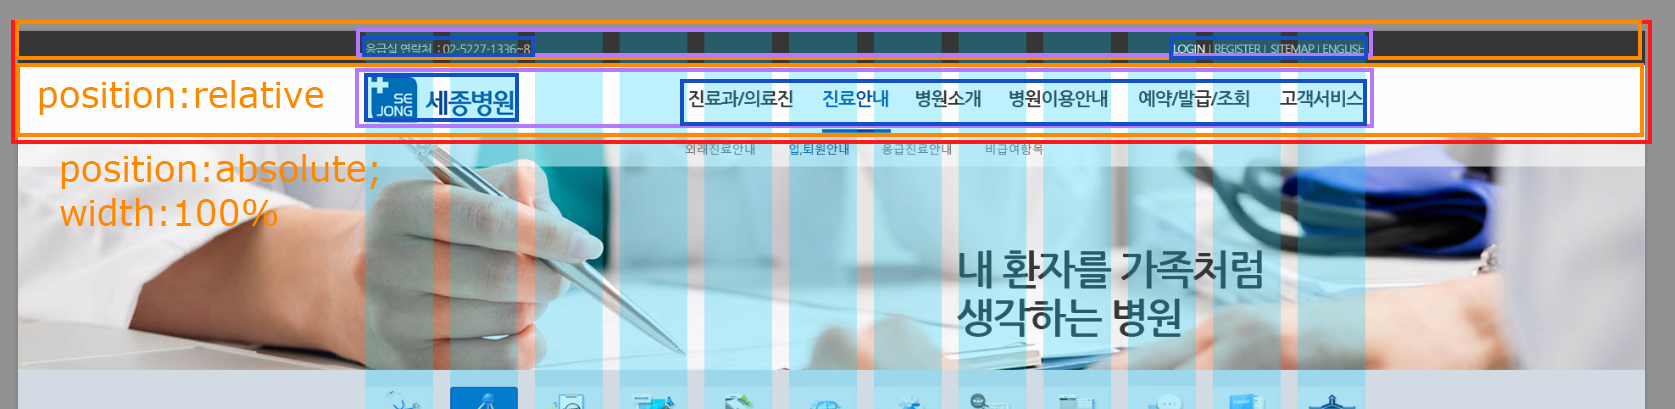 응급실 연락처 : 02-5227-1336~8
LOGIN | REGISTER | SITEMAP | ENGLISH
position:relative
SE
JONG
세종병원
진료과/의료진 진료안내 병원소개 병원이용안내 예약/발급/조회 고객서비스
외래진료안내 입,퇴원안내 응급진료안내 비급여항목
position:absolute;
width:100%
내 환자를 가족처럼
생각하는 병원